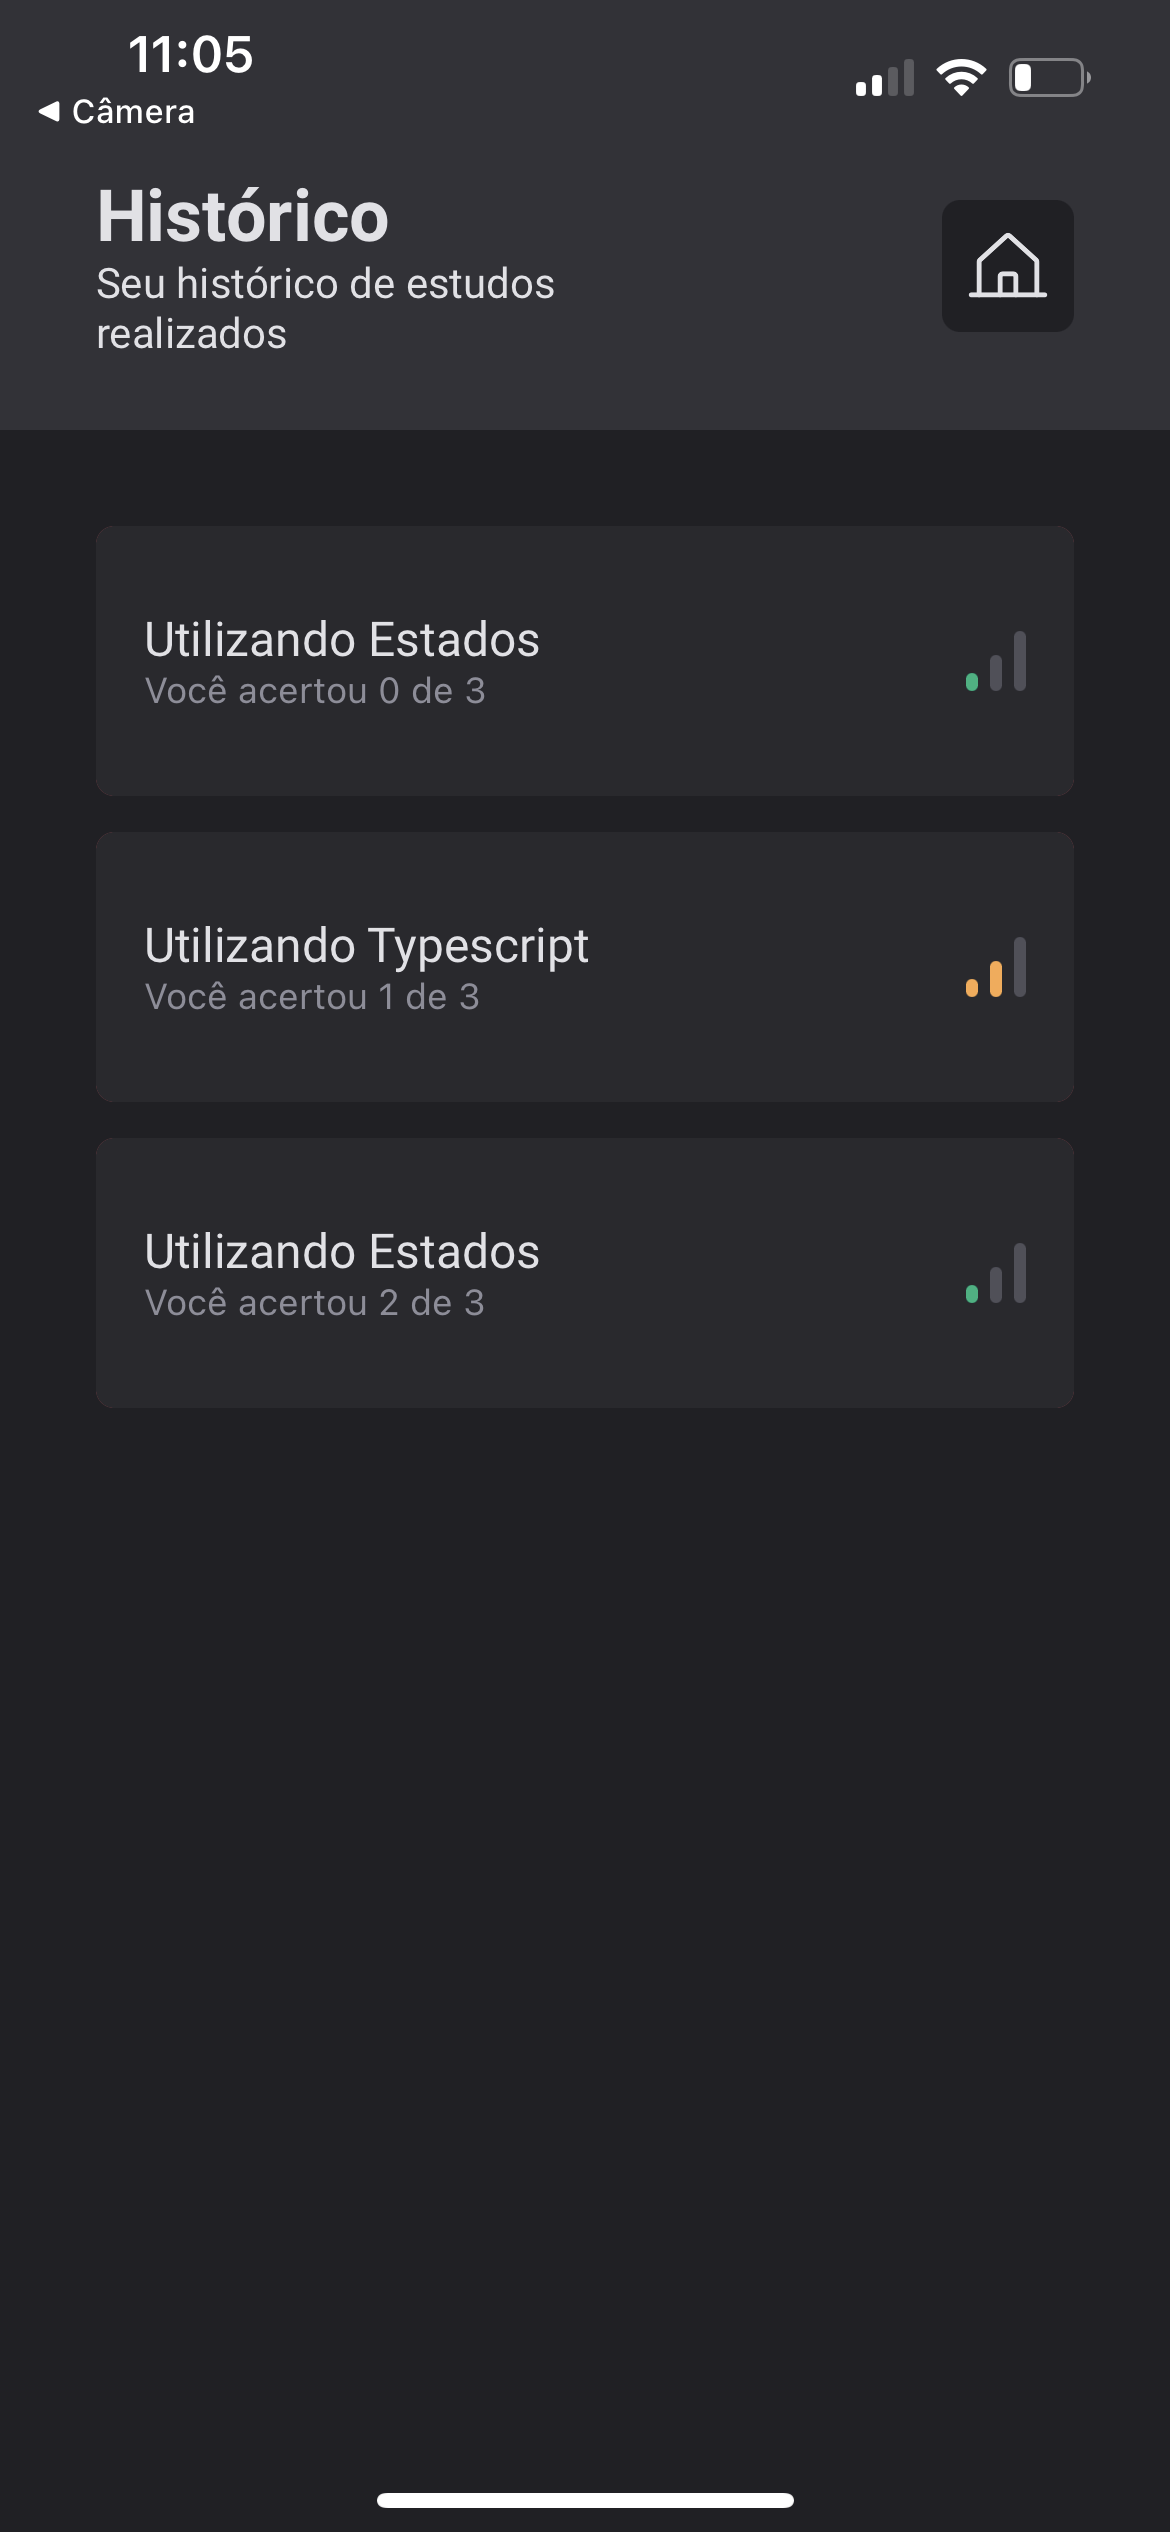 11:05
Câmera
Histórico
Seu histórico de estudos
realizados
Utilizando Estados
Você acertou 0 de 3
Utilizando Typescript
Você acertou 1 de 3
Utilizando Estados
Você acertou 2 de 3